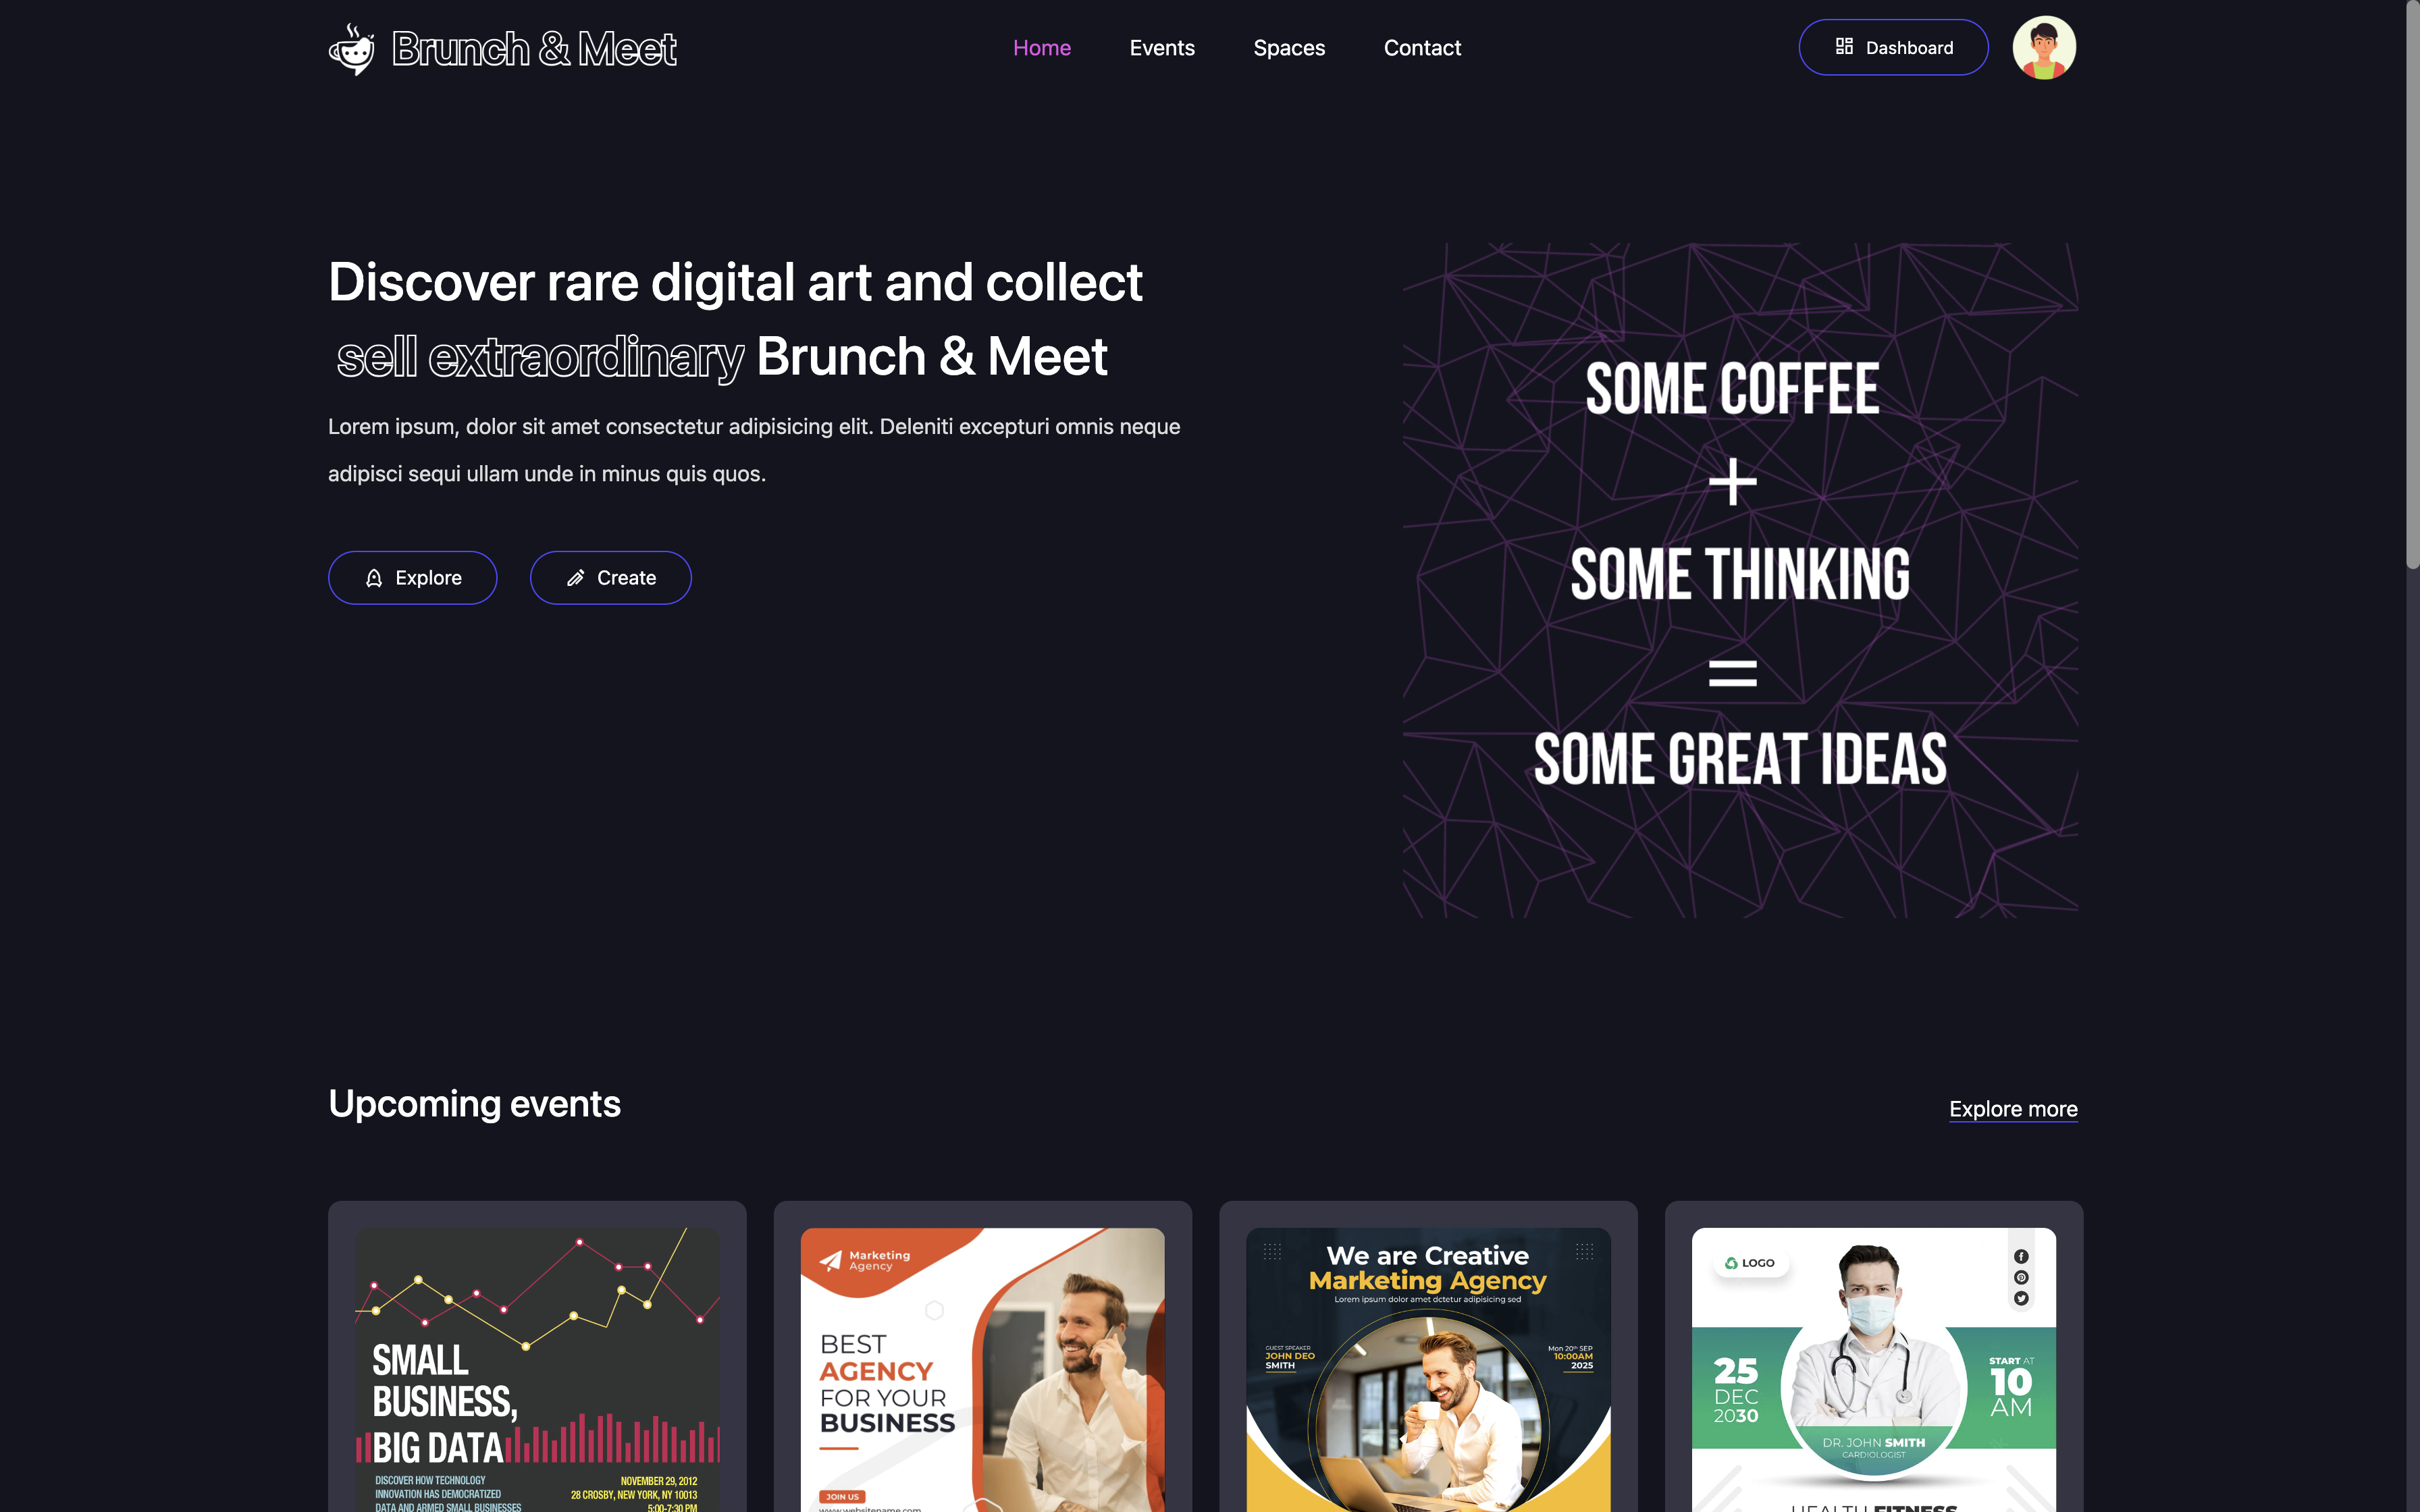 Brunch & Meet
Home
Events
Spaces
Contact
Dashboard
Discover rare digital art and collect
sell extraordinary Brunch & Meet
Lorem ipsum, dolor sit amet consectetur adipisicing elit. Deleniti excepturi omnis neque
adipisci sequi ullam unde in minus quis quos.
Explore
Create
SOME COFFEE
+
SOME THINKING
=
SOME GREAT IDEAS
Upcoming events
Explore more
SMALL
BUSINESS,
BIG DATA
DISCOVER HOW TECHNOLOGY
INNOVATION HAS DEMOCRATIZED
DATA AND ARMED SMALL BUSINESSES
NOVEMBER 29, 2012
28 CROSBY, NEW YORK, NY 10013
5:00-7:30 PM
Marketing
Agency
BEST
AGENCY
FOR YOUR
BUSINESS
JOIN US
www.websitename.com
We are Creative
Marketing Agency
Lorem ipsum dolor amet dctetur adipisicing sed
GUEST SPEAKER
JOHN DEO
SMITH
Mon 20th SEP
10:00AM
2025
LOGO
25
DEC
2030
START AT
10
AM
DR. JOHN SMITH
CARDIOLOGIST
HEALTH FITNESS